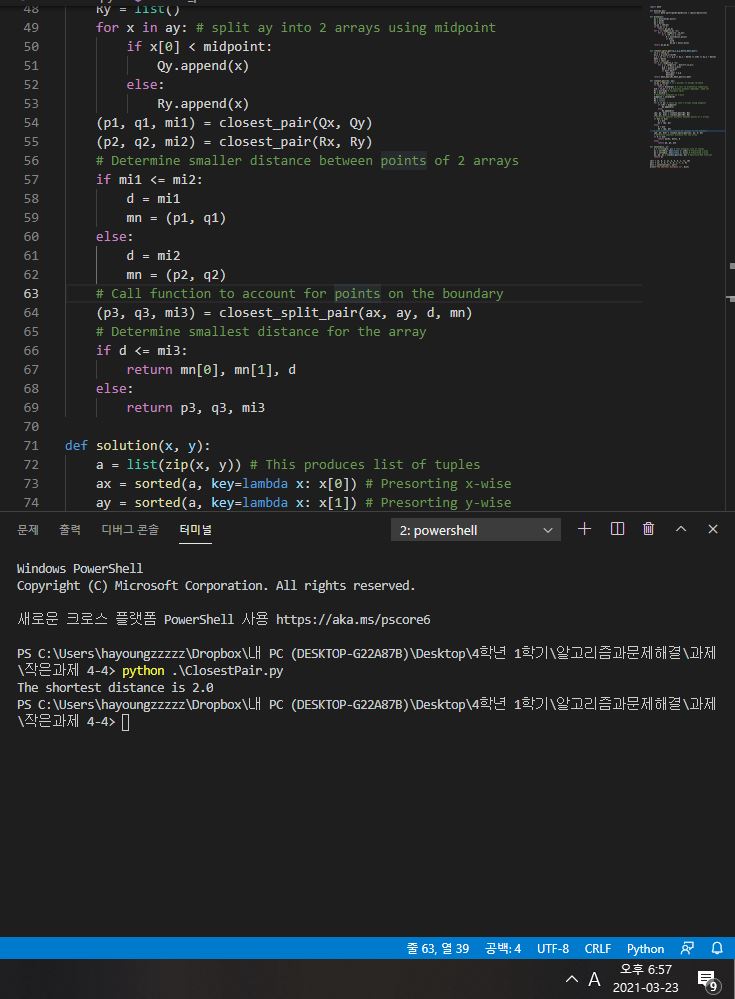 48 Ry = list()
49 for x in ay: # split ay into 2 arrays using midpoint
50 if x[0] < midpoint:
51 Qy.append(x)
52 else:
53 Ry.append(x)
54 (p1, q1, mi1) = closest_pair(Qx, Qy)
55 (p2, q2, mi2) = closest_pair(Rx, Ry)
56 # Determine smaller distance between points of 2 arrays
57 if mi1 <= mi2:
58 d = mi1
59 mn = (p1, q1)
60 else:
61 d = mi2
62 mn = (p2, q2)
63 # Call function to account for points on the boundary
64 (p3, q3, mi3) = closest_split_pair(ax, ay, d, mn)
65 # Determine smallest distance for the array
66 if d <= mi3:
67 return mn[0], mn[1], d
68 else:
69 return p3, q3, mi3
70
71 def solution(x, y):
72 a = list(zip(x, y)) # This produces list of tuples
73 ax = sorted(a, key=lambda x: x[0]) # Presorting x-wise
74 ay = sorted(a, key=lambda x: x[1]) # Presorting y-wise
문제 출력 디버그 콘솔 터미널 2: powershell
Windows PowerShell
Copyright (C) Microsoft Corporation. All rights reserved.
새로운 크로스 플랫폼 PowerShell 사용 https://aka.ms/pscore6
PS C:\Users\hayoungzzzzz\Dropbox\내 PC (DESKTOP-G22A87B)\Desktop\4학년 1학기\알고리즘과문제해결\과제
\작은과제 4-4> python .\ClosestPair.py
The shortest distance is 2.0
PS C:\Users\hayoungzzzzz\Dropbox\내 PC (DESKTOP-G22A87B)\Desktop\4학년 1학기\알고리즘과문제해결\과제
\작은과제 4-4>
줄 63, 열 39 공백: 4 UTF-8 CRLF Python
A 오후 6:57
2021-03-23 9